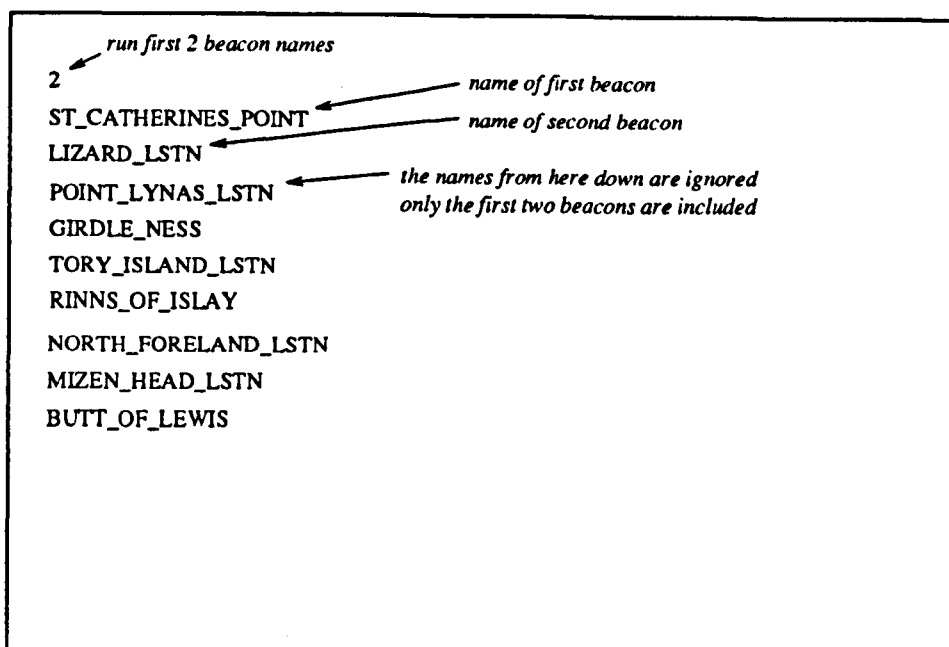 run first 2 beacon names
2
name of first beacon
ST_CATHERINES_POINT
name of second beacon
LIZARD_LSTN
the names from here down are ignored
POINT_LYNAS_LSTN
only the first two beacons are included
GIRDLE_NESS
TORY_ISLAND_LSTN
RINNS_OF_ISLAY
NORTH_FORELAND_LSTN
MIZEN_HEAD_LSTN
BUTT_OF_LEWIS